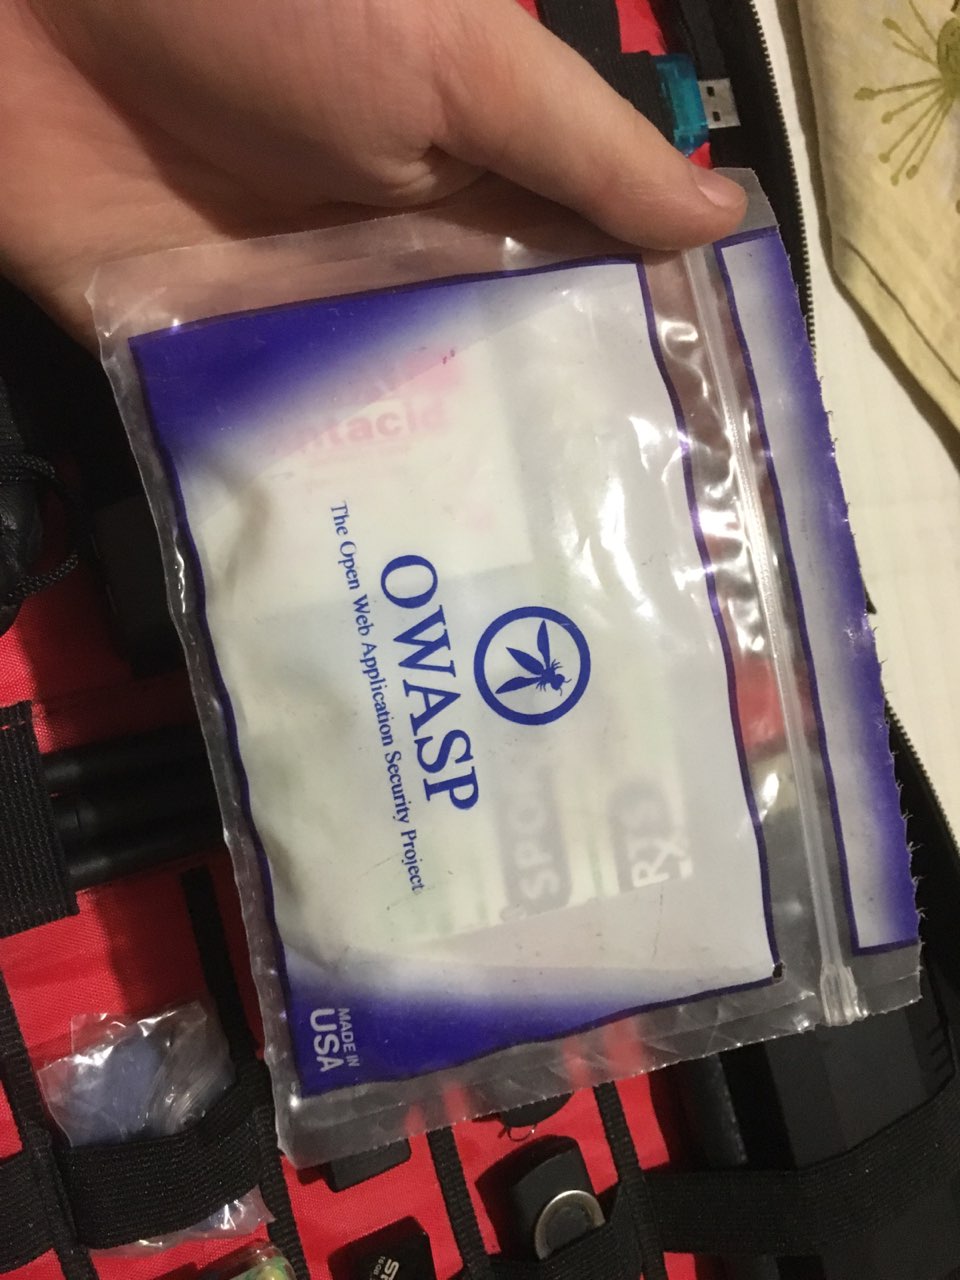 OWASP
The Open Web Application Security Project
MADE IN
USA